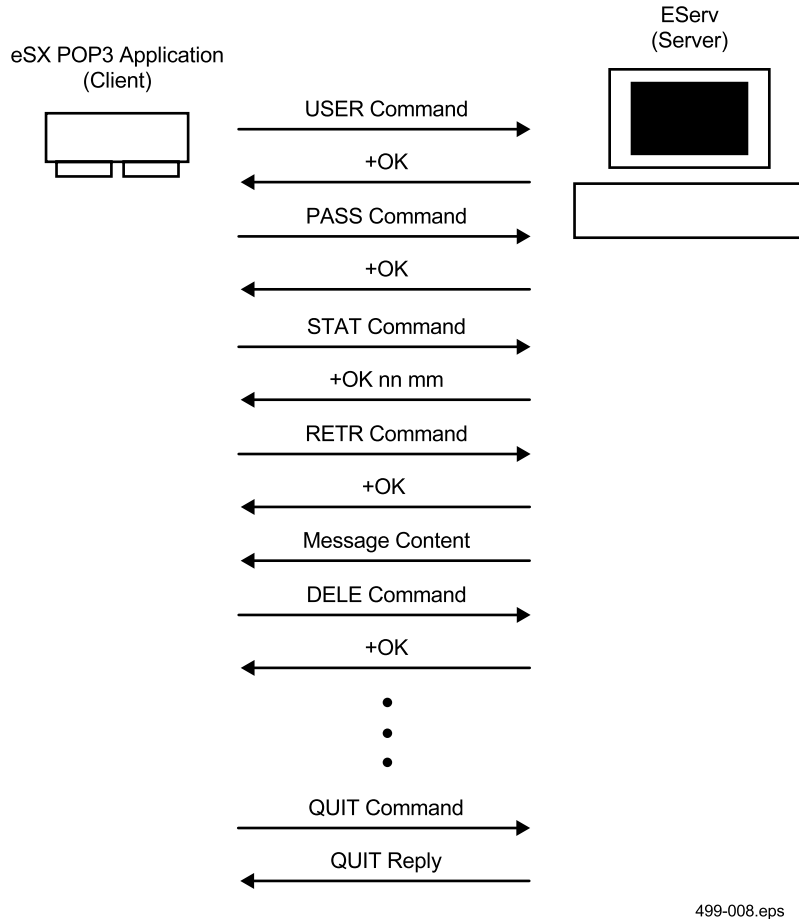 eSX POP3 Application
(Client)
EServ
(Server)
USER Command
+OK
PASS Command
+OK
STAT Command
+OK nn mm
RETR Command
+OK
Message Content
DELE Command
+OK
QUIT Command
QUIT Reply
499-008.eps